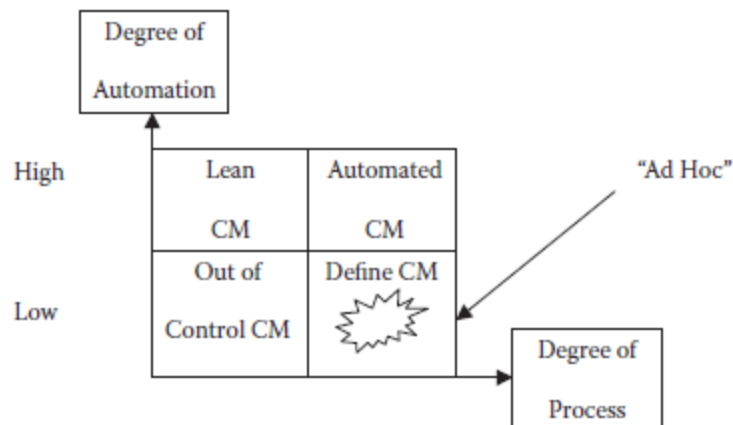 Degree of
Automation
High
Lean
Automated
"Ad Hoc"
CM
CM
Out of
Define CM
Low
Control CM
Degree of
Process